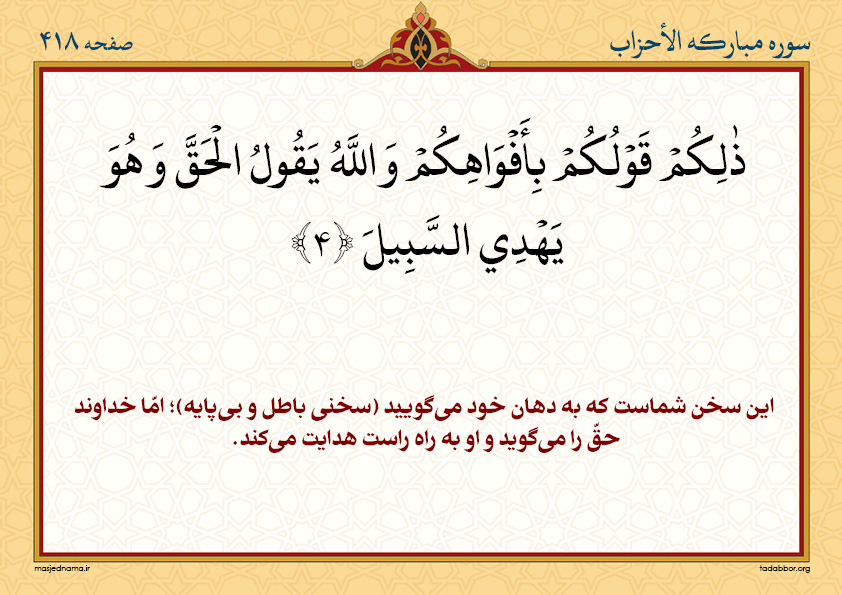 سوره مبارکه الأحزاب
صفحه ۴۱۸
ذَٰلِكُمْ قَوْلُكُمْ بِأَفْوَاهِكُمْ وَاللَّهُ يَقُولُ الْحَقَّ وَهُوَ
يَهْدِي السَّبِيلَ ﴿۴﴾
این سخن شماست که به دهان خود می‌گویید (سخنی باطل و بی‌پایه)؛ امّا خداوند
حقّ را می‌گوید و او به راه راست هدایت می‌کند.
masjednama.ir
tadabbor.org